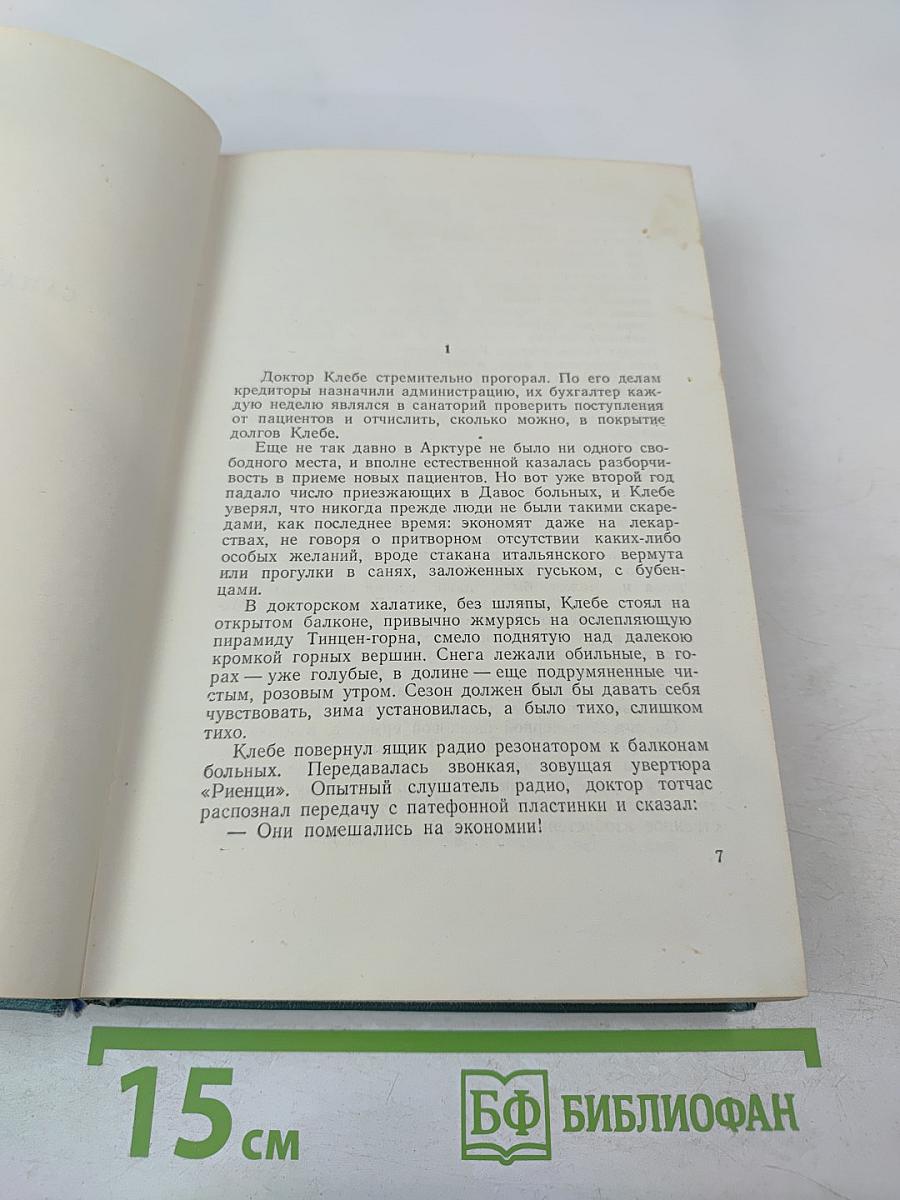 1
Доктор Клебе стремительно прогорал. По его делам
кредиторы назначили администрацию, их бухгалтер каж-
дую неделю являлся в санаторий проверить поступления
от пациентов и отчислить, сколько можно, в покрытие
долгов Клебе.
Еще не так давно в Арктуре не было ни одного сво-
бодного места, и вполне естественной казалась разборчи-
вость в приеме новых пациентов. Но вот уже второй год
падало число приезжающих в Давос больных, и Клебе
уверял, что никогда прежде люди не были такими скаре-
дами, как последнее время: экономят даже на лекар-
ствах, не говоря о притворном отсутствии каких-либо
особых желаний, вроде стакана итальянского вермута
или прогулки в санях, заложенных гуськом, с бубен-
цами.
В докторском халатике, без шляпы, Клебе стоял на
открытом балконе, привычно жмурясь на ослепляющую
пирамиду Тинцен-горна, смело поднятую над далекою
кромкой горных вершин. Снега лежали обильные, в го-
рах — уже голубые, в долине — еще подрумяненные чи-
стым, розовым утром. Сезон должен был бы давать себя
чувствовать, зима установилась, а было тихо, слишком
тихо.
Клебе повернул ящик радио резонатором к балконам
больных. Передавалась звонкая, зовущая увертюра
«Риенци». Опытный слушатель радио, доктор тотчас
распознал передачу с патефонной пластинки и сказал:
— Они помешались на экономии!
7
15 см
БФ БИБЛИОФАН